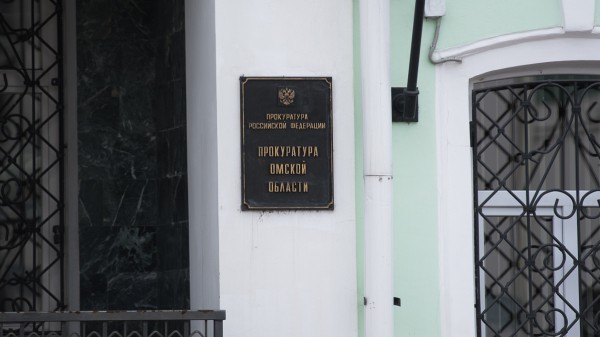 ПРОКУРАТУРА
РОССИЙСКОЙ ФЕДЕРАЦИИ
ПРОКУРАТУРА
ОМСКОЙ
ОБЛАСТИ